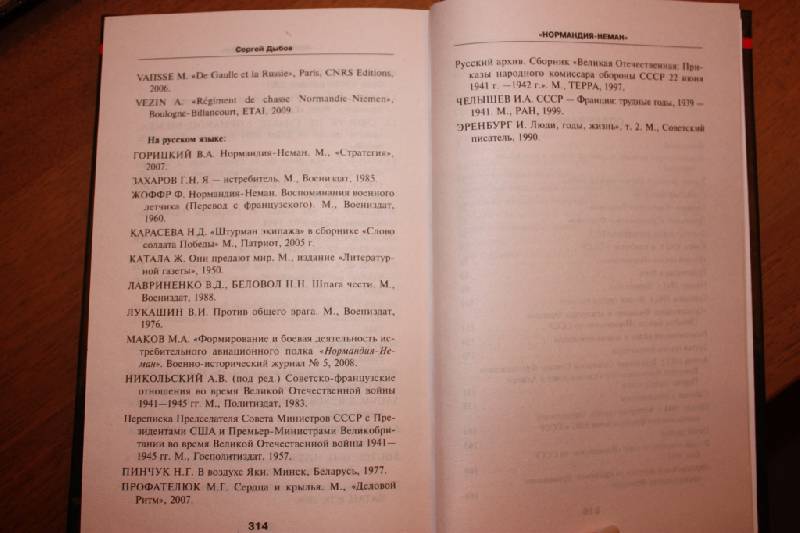 Сергей Дыбов
VAÏISSE M. «De Gaulle et la Russie», Paris, CNRS Editions,
2006.
VEZIN A. «Régiment de chasse Normandie-Niemen»,
Boulogne-Billancourt, ETAI, 2009.
На русском языке:
ГОРИЦКИЙ В.А. Нормандия-Неман. М., «Стратегия»,
2007.
ЗАХАРОВ Г.Н. Я — истребитель. М., Воениздат, 1985.
ЖОФФР Ф. Нормандия-Неман. Воспоминания военного
летчика (Перевод с французского). М., Воениздат,
1960.
КАРАСЕВА Н.Д. «Штурман экипажа» в сборнике «Слово
солдата Победы» М., Патриот, 2005 г.
КАТАЛА Ж. Они предают мир. М., издание «Литератур-
ной газеты», 1950.
ЛАВРИНЕНКО В.Д., БЕЛОВОЛ Н.Н. Шпага чести. М.,
Воениздат, 1988.
ЛУКАШИН В.И. Против общего врага. М., Воениздат,
1976.
МАКОВ М.А. «Формирование и боевая деятельность ис-
требительного авиационного полка «Нормандия-Не-
ман». Военно-исторический журнал № 5, 2008.
НИКОЛЬСКИЙ А.В. (под ред.) Советско-французские
отношения во время Великой Отечественной войны
1941—1945 гг. М., Политиздат, 1983.
Переписка Председателя Совета Министров СССР с Пре-
зидентами США и Премьер-Министрами Великобри-
тании во время Великой Отечественной войны 1941—
1945 гг. М., Госполитиздат, 1957.
ПИНЧУК Н.Г. В воздухе Яки. Минск, Беларусь, 1977.
ПРОФАТЕЛЮК М.Г. Сердца и крылья. М., «Деловой
Ритм», 2007.
314
«НОРМАНДИЯ-НЕМАН»
Русский архив. Сборник «Великая Отечественная: При-
казы народного комиссара обороны СССР 22 июня
1941 г. —1942 г.». М., ТЕРРА, 1997.
ЧЕЛЫШЕВ И.А. СССР — Франция: трудные годы, 1939—
1941. М., РАН, 1999.
ЭРЕНБУРГ И. Люди, годы, жизнь», т. 2. М., Советский
писатель, 1990.